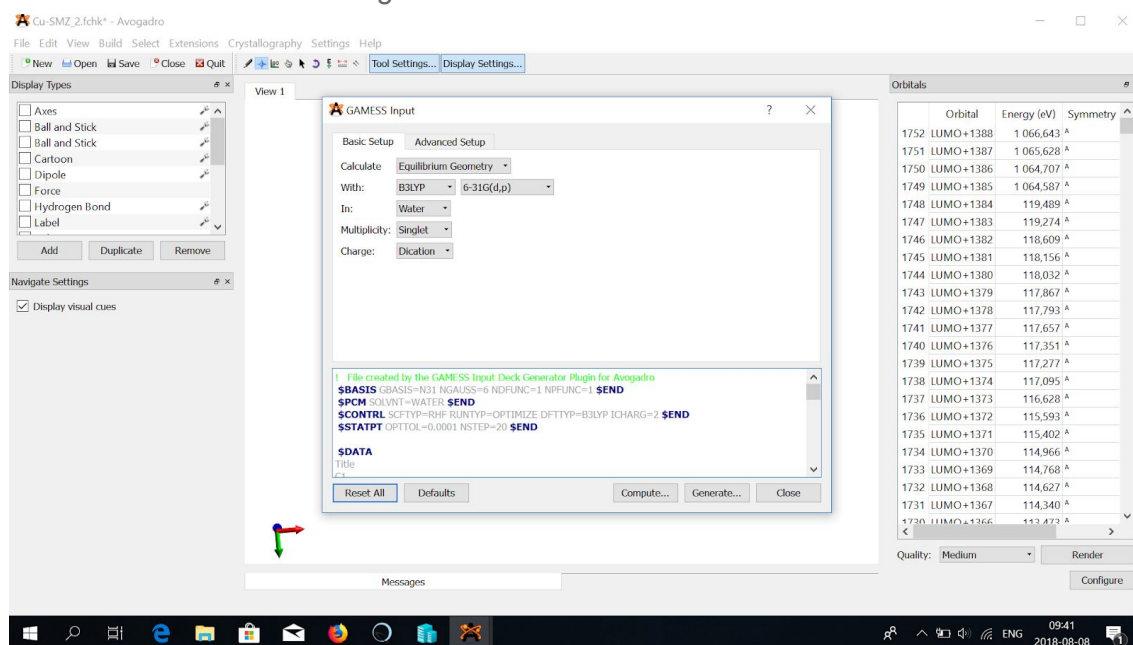 Cu-SMZ_2.fchk* - Avogadro
File Edit View Build Select Extensions Crystallography Settings Help
New Open Save Close Quit Tool Settings... Display Settings...
Display Types
Axes
Ball and Stick
Ball and Stick
Cartoon
Dipole
Force
Hydrogen Bond
Label
Add Duplicate Remove
Navigate Settings
Display visual cues
View 1
GAMESS Input ?
Basic Setup Advanced Setup
Calculate Equilibrium Geometry
With: B3LYP 6-31G(d,p)
In: Water
Multiplicity: Singlet
Charge: Dication
! File created by the GAMESS Input Deck Generator Plugin for Avogadro
$BASIS GBASIS=N31 NGAUSS=6 NDFUNC=1 NPFUNC=1 $END
$PCM SOLVNT=WATER $END
$CONTRL SCFTYP=RHF RUNTYP=OPTIMIZE DFTTYP=B3LYP ICHARG=2 $END
$STATPT OPTTOL=0.0001 NSTEP=20 $END
$DATA
Title
C1
Reset All Defaults Compute... Generate... Close
Messages
Orbitals
Orbital Energy (eV) Symmetry
1752 LUMO+1388 1 066,643 A
1751 LUMO+1387 1 065,628 A
1750 LUMO+1386 1 064,707 A
1749 LUMO+1385 1 064,587 A
1748 LUMO+1384 119,489 A
1747 LUMO+1383 119,274 A
1746 LUMO+1382 118,609 A
1745 LUMO+1381 118,156 A
1744 LUMO+1380 118,032 A
1743 LUMO+1379 117,867 A
1742 LUMO+1378 117,793 A
1741 LUMO+1377 117,657 A
1740 LUMO+1376 117,351 A
1739 LUMO+1375 117,277 A
1738 LUMO+1374 117,095 A
1737 LUMO+1373 116,628 A
1736 LUMO+1372 115,593 A
1735 LUMO+1371 115,402 A
1734 LUMO+1370 114,966 A
1733 LUMO+1369 114,768 A
1732 LUMO+1368 114,627 A
1731 LUMO+1367 114,340 A
1730 LUMO+1366 113,473 A
Quality: Medium Render
Configure
ENG
09:41
2018-08-08